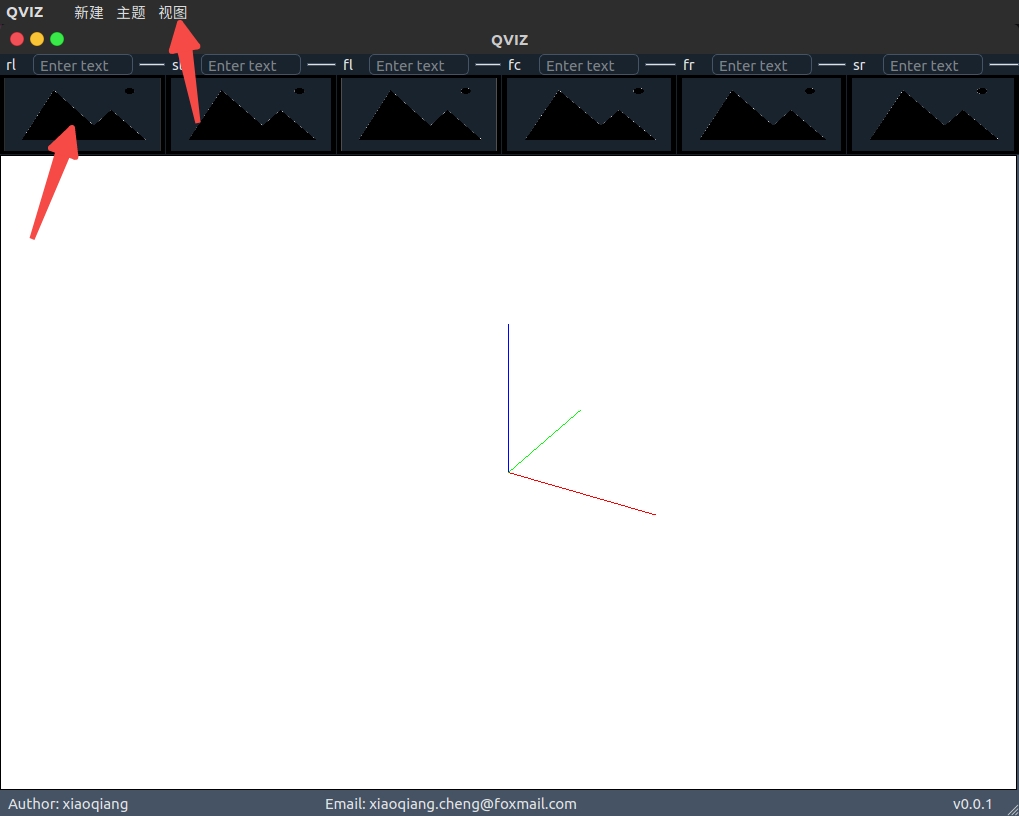 QVIZ 新建 主题 视图
QVIZ
rl Enter text Enter text fl Enter text fc Enter text fr Enter text sr Enter text
Author: xiaoqiang Email: xiaoqiang.cheng@foxmail.com v0.0.1